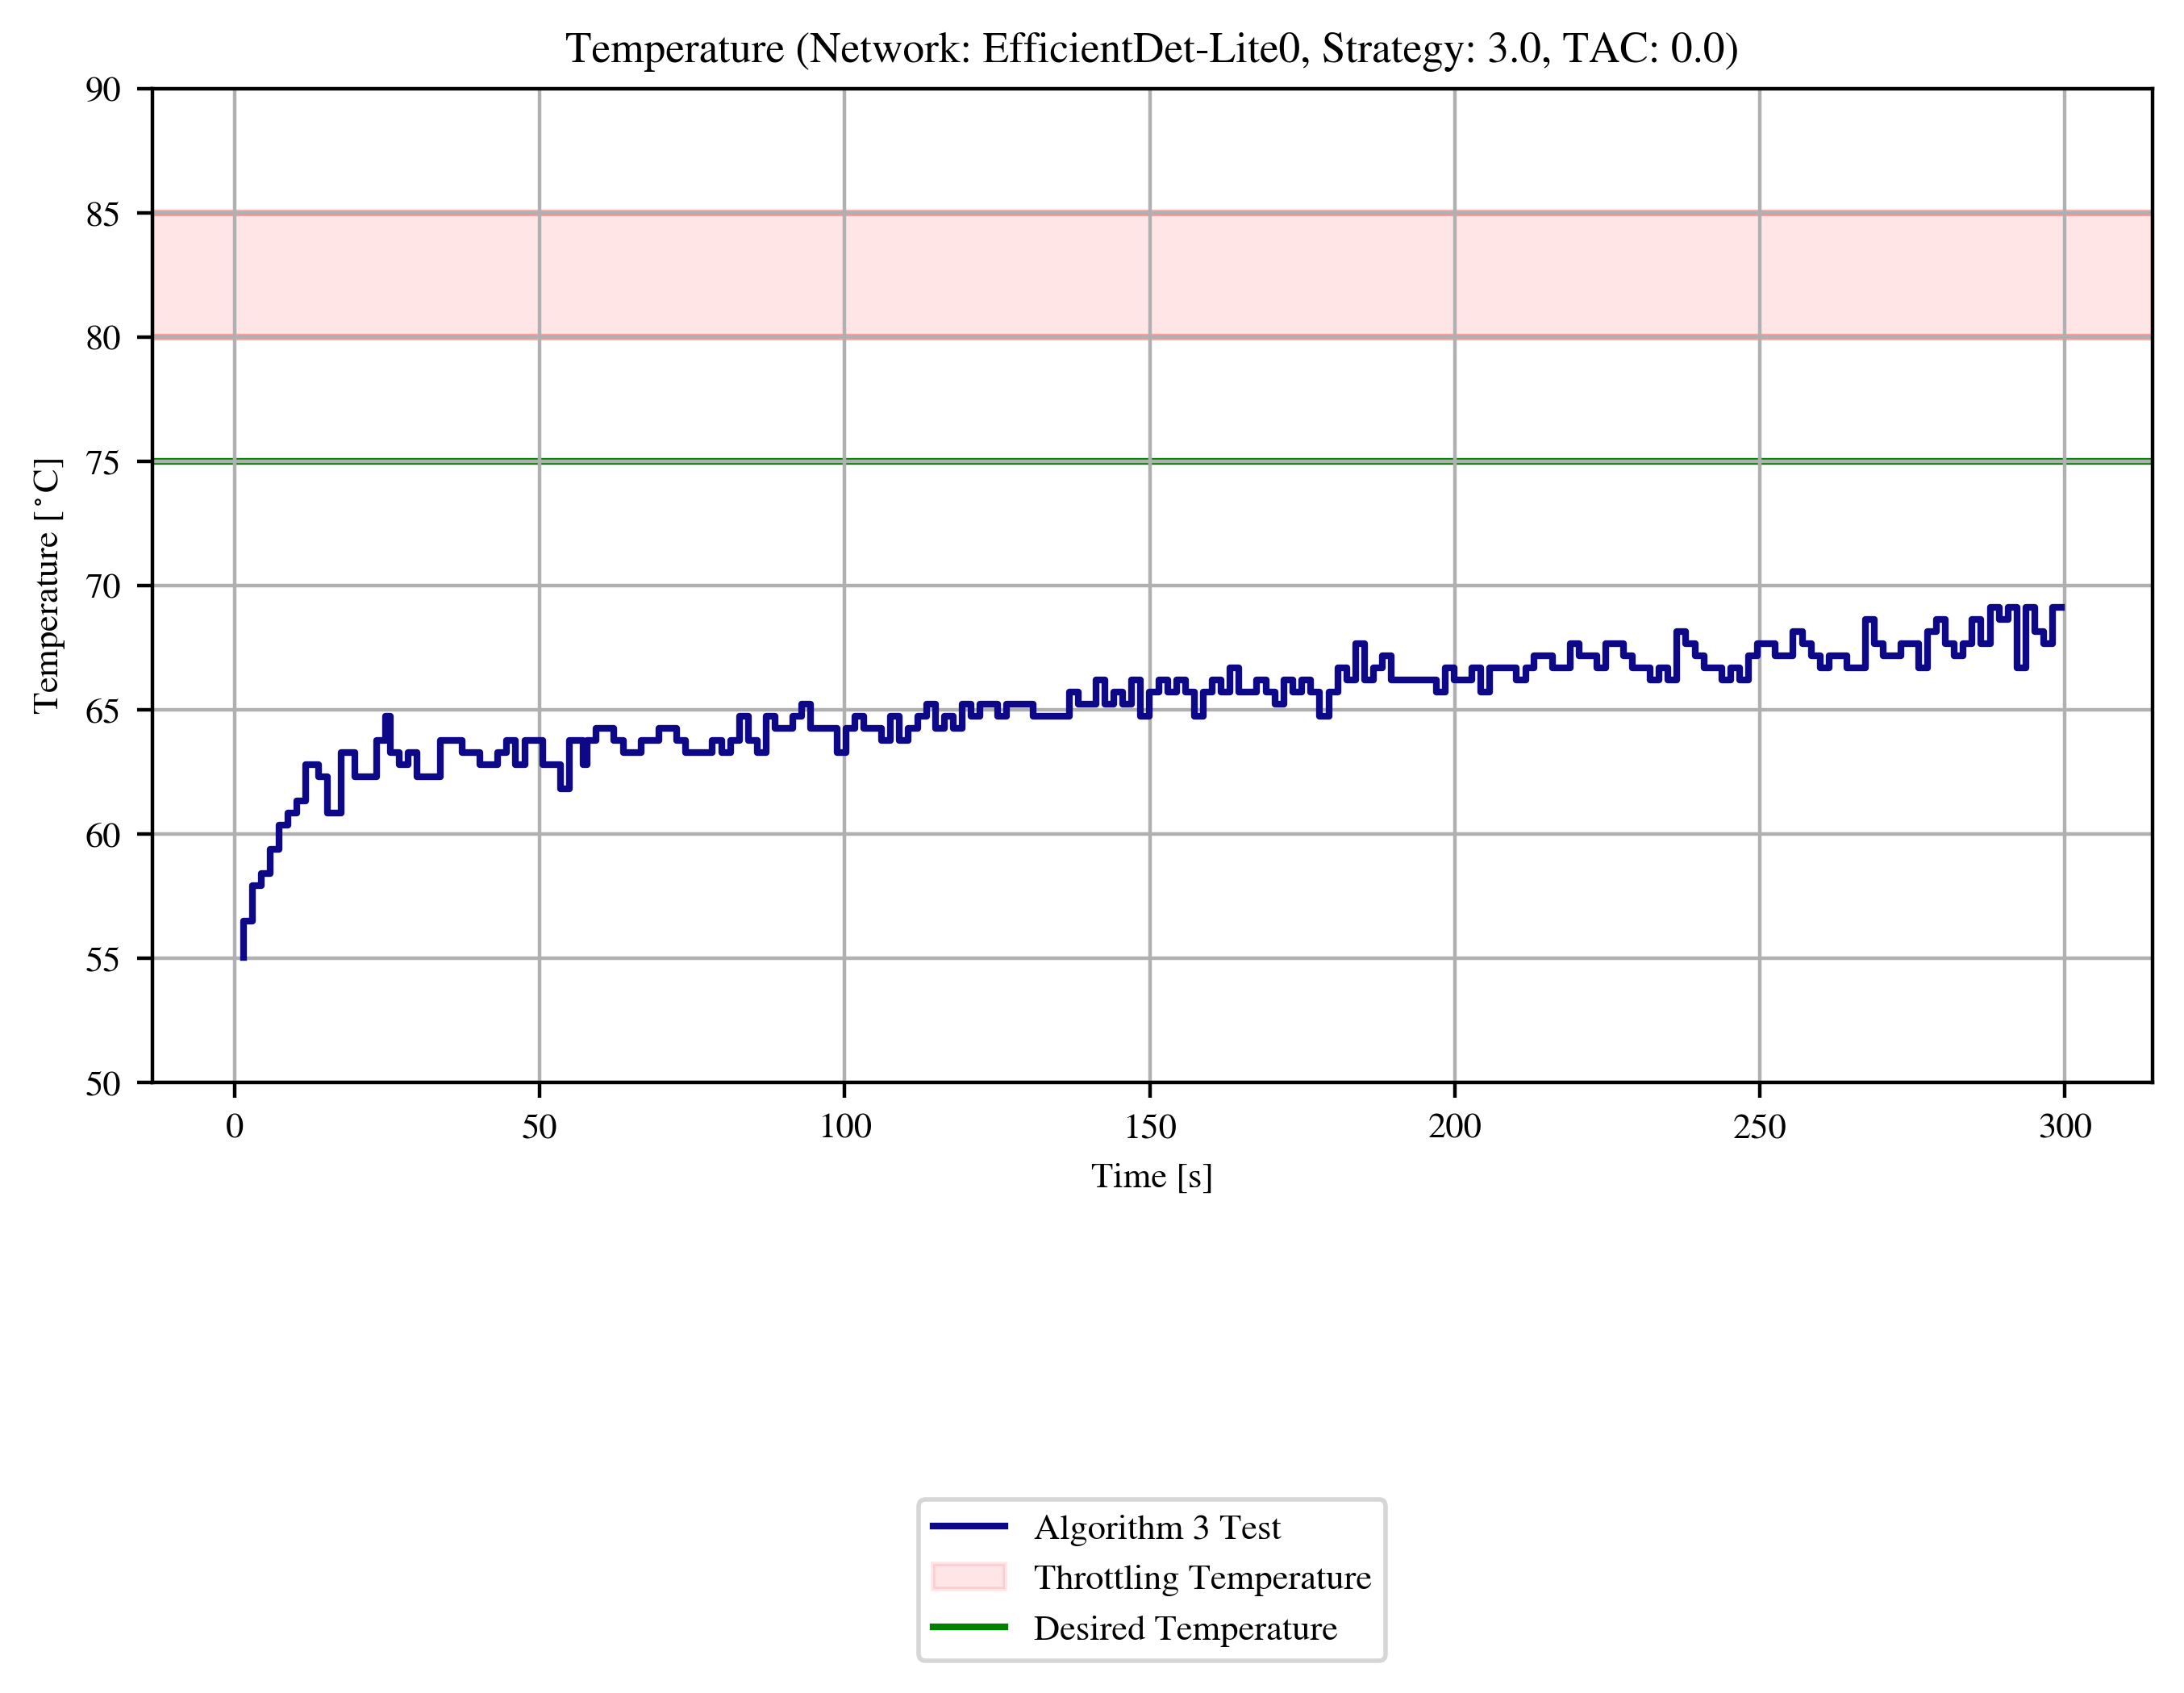 Temperature (Network: EfficientDet-Lite0, Strategy: 3.0, TAC: 0.0)
90
85
80
75
70
65
60
55
50
Temperature [°C]
0 50 100 150 200 250 300
Time [s]
Algorithm 3 Test
Throttling Temperature
Desired Temperature